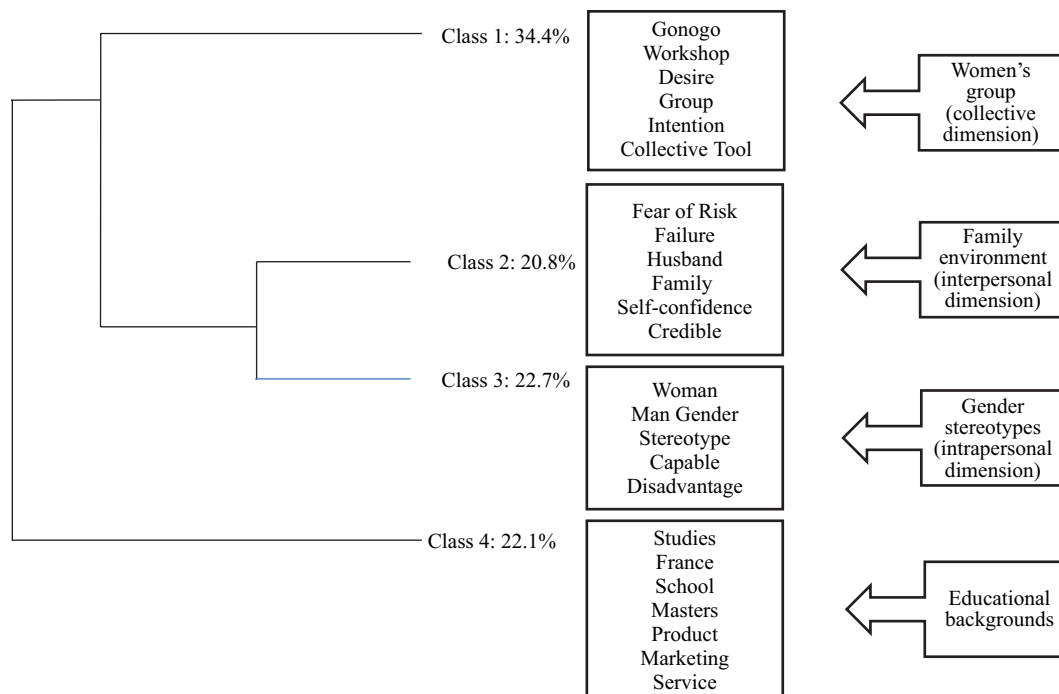 Class 1: 34.4%
Gonogo
Workshop
Desire
Group
Intention
Collective Tool
Women’s
group
(collective
dimension)
Class 2: 20.8%
Fear of Risk
Failure
Husband
Family
Self-confidence
Credible
Family
environment
(interpersonal
dimension)
Class 3: 22.7%
Woman
Man Gender
Stereotype
Capable
Disadvantage
Gender
stereotypes
(intrapersonal
dimension)
Class 4: 22.1%
Studies
France
School
Masters
Product
Marketing
Service
Educational
backgrounds